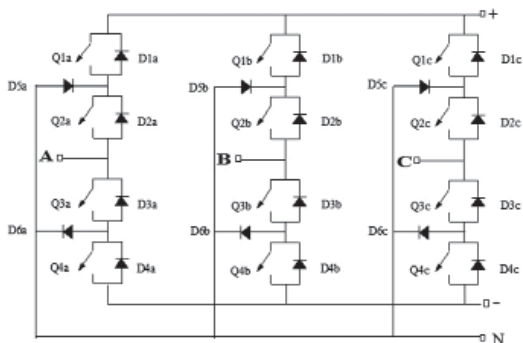 +
Q1a D1a Q1b D1b Q1c D1c
D5a D5b D5c
Q2a D2a Q2b D2b Q2c D2c
A B C
Q3a D3a Q3b D3b Q3c D3c
D6a D6b D6c
Q4a D4a Q4b D4b Q4c D4c
-
N